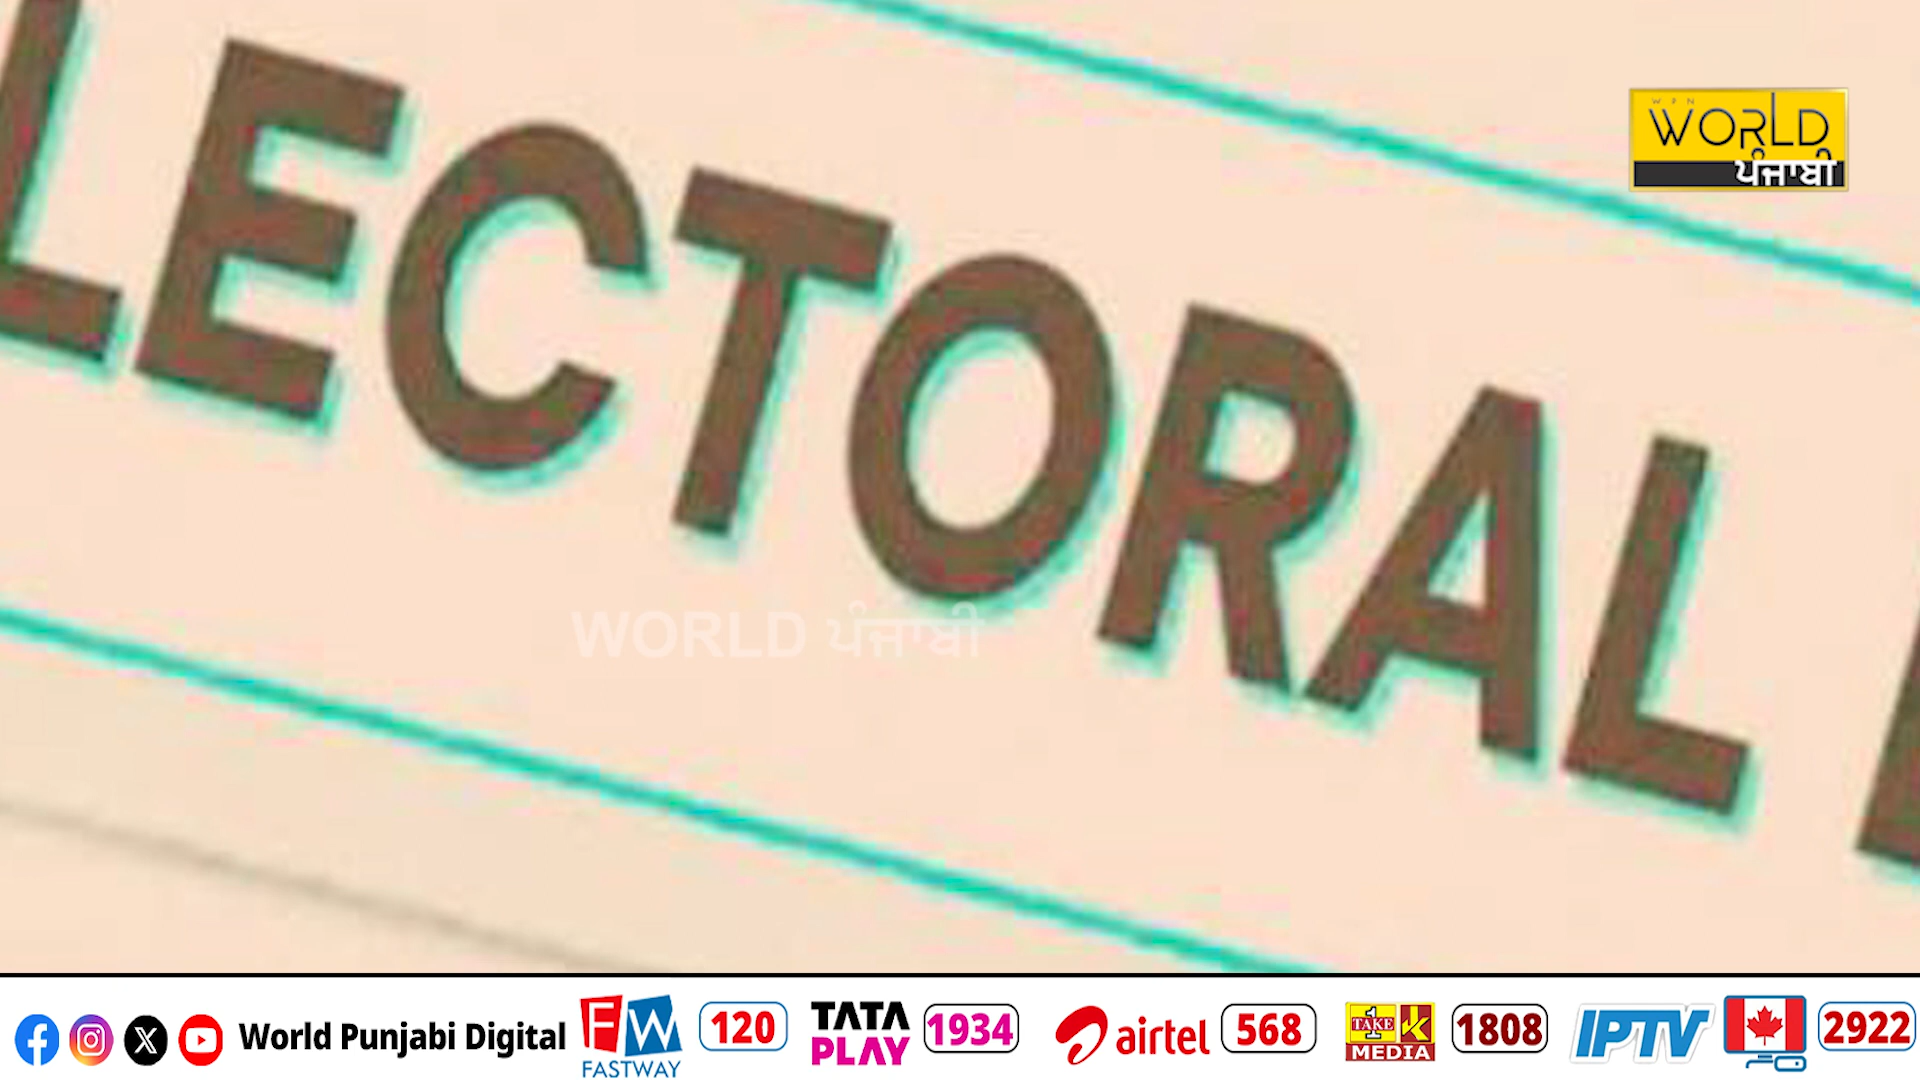 LECTORAL
WPN
WORLD
ਪੰਜਾਬੀ
WORLD ਪੰਜਾਬੀ
World Punjabi Digital
FW
FASTWAY
120
TATA
PLAY
1934
airtel
568
TAKE 1 K
MEDIA
1808
IPTV
2922